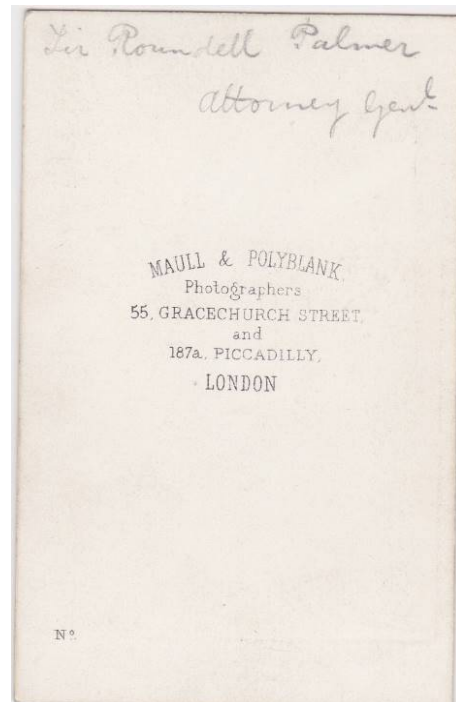 Sir Roundell Palmer
Attorney Genl.
MAULL & POLYBLANK.
Photographers
55, GRACECHURCH STREET,
and
187a, PICCADILLY,
LONDON
No.